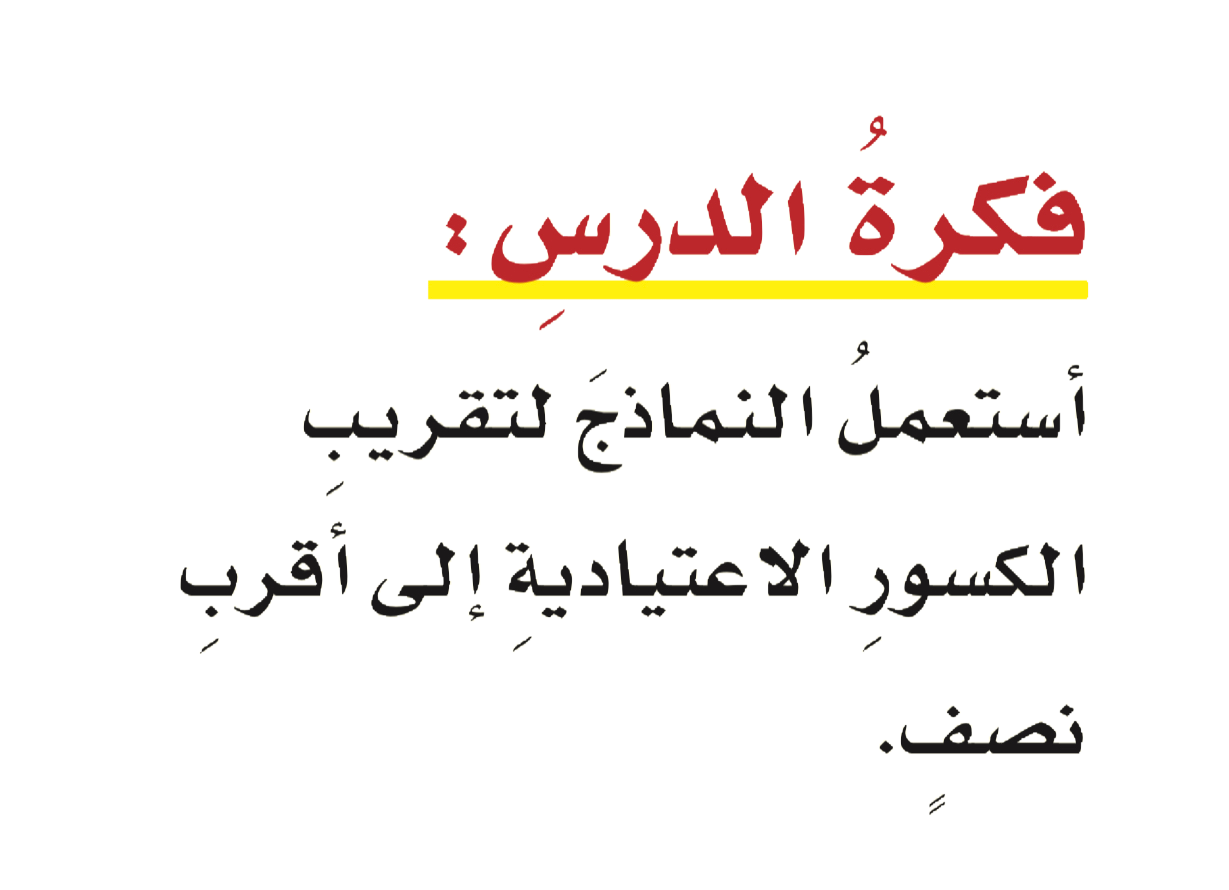 فكرةُ الدرسِ :
أستعملُ النماذجَ لتقريبِ
الكسورِ الاعتياديةِ إلى أقربِ
نصفٍ.